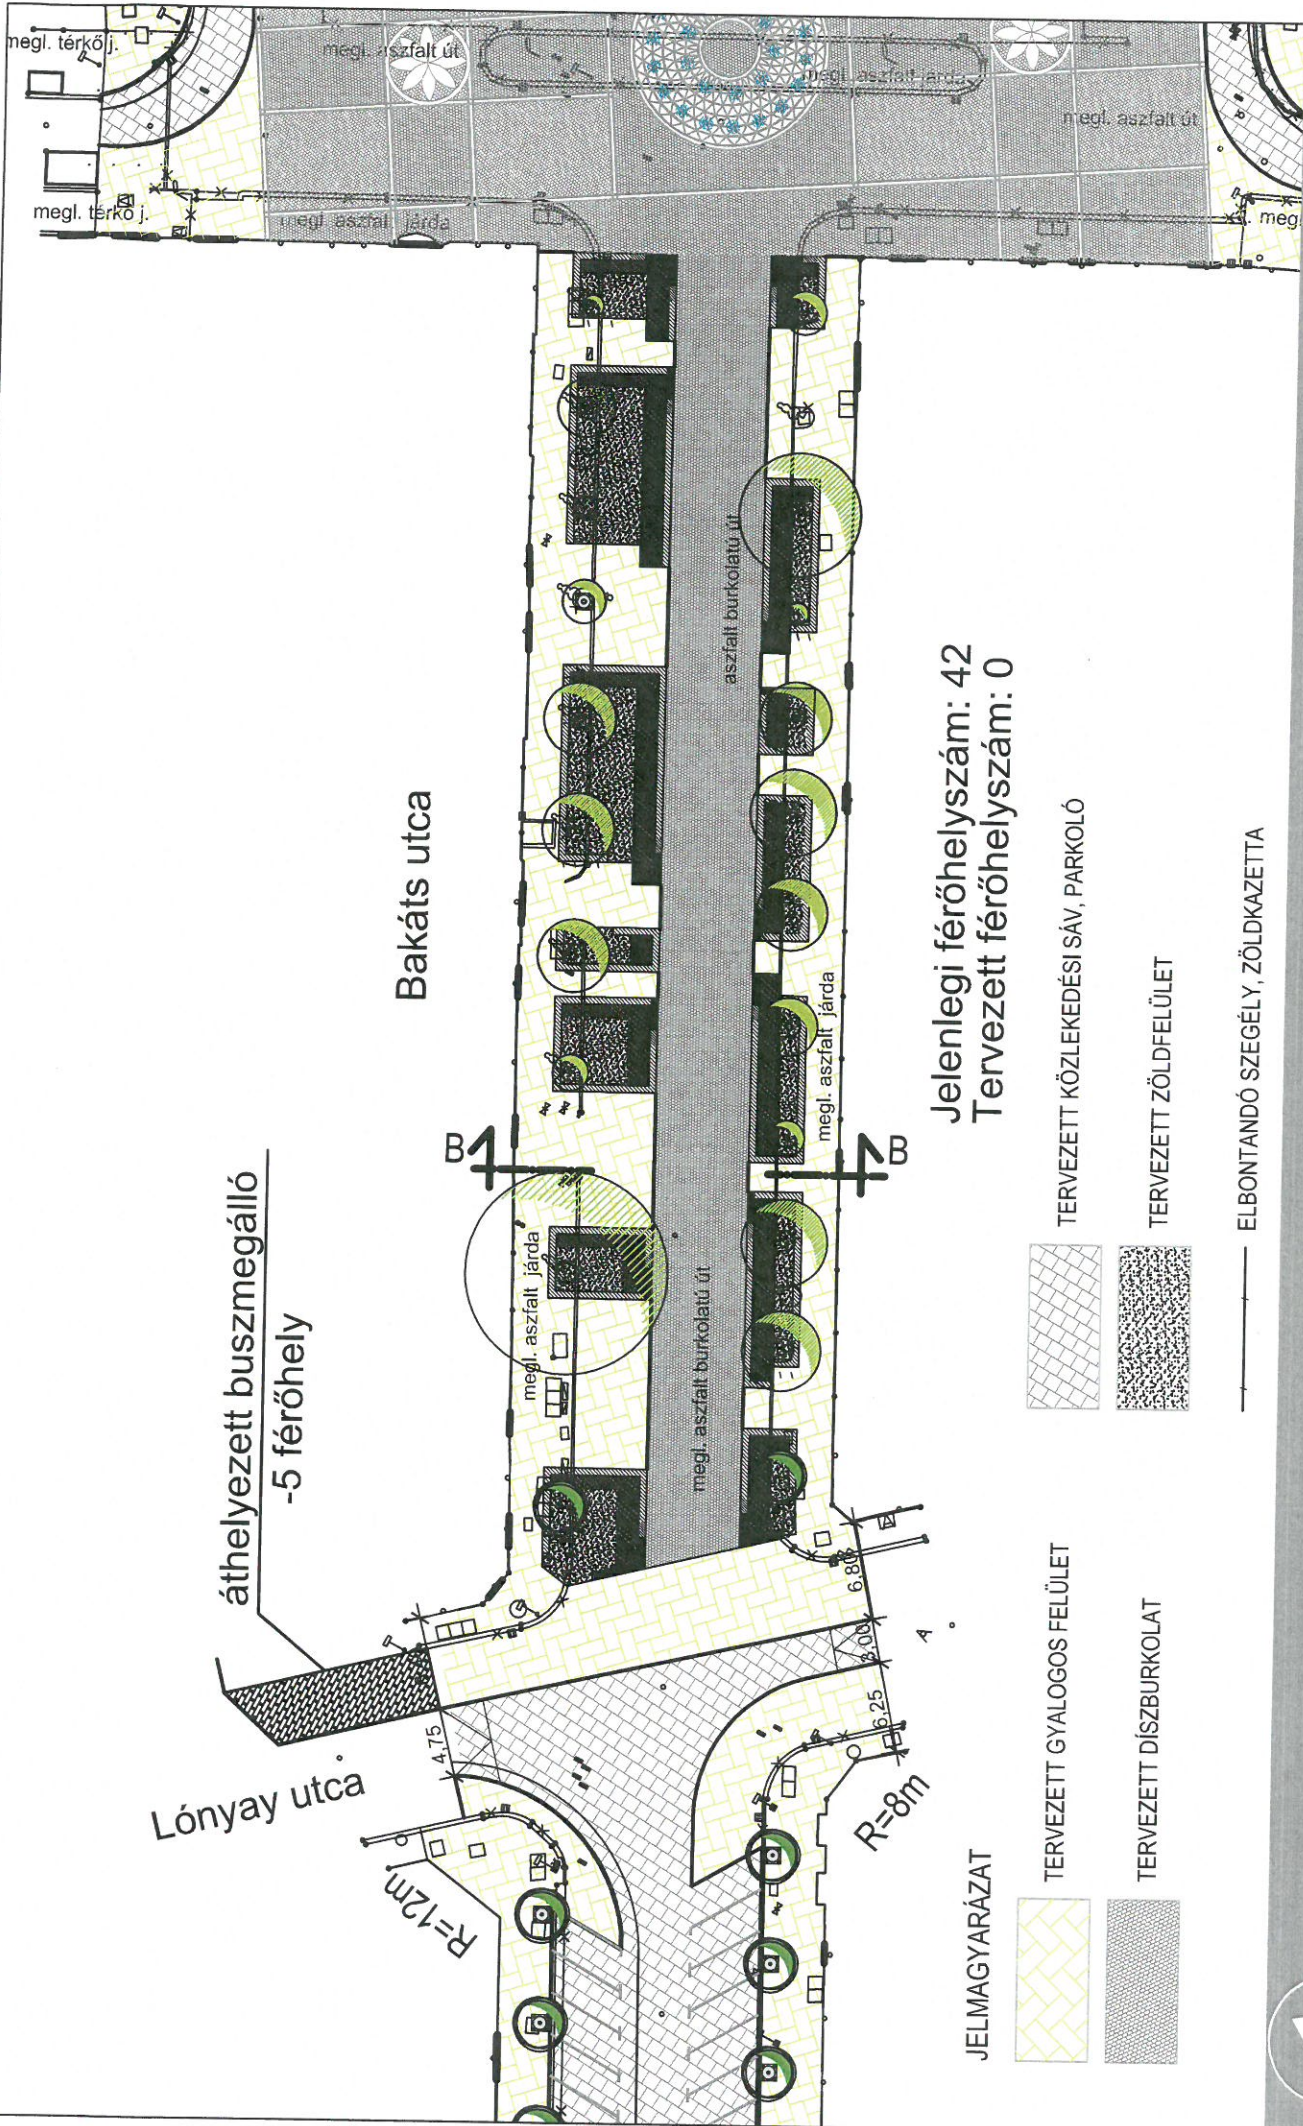 megl. térkő j.
megl. aszfalt út
megl. aszfalt járda
megl. aszfalt út
megl. térkő j.
megl. aszfalt járda
meg
Bakáts utca
aszfalt burkolatú út
Jelenlegi férőhelyszám: 42
Tervezett férőhelyszám: 0
áthelyezett buszmegálló
-5 férőhely
B
B
megl. aszfalt járda
megl. aszfalt járda
megl. aszfalt burkolatú út
Lónyay utca
4,75
6,80
3,00
6,25
R=12m
R=8m
JELMAGYARÁZAT
TERVEZETT GYALOGOS FELÜLET
TERVEZETT DÍSZBURKOLAT
TERVEZETT KÖZLEKEDÉSI SÁV, PARKOLÓ
TERVEZETT ZÖLDFELÜLET
ELBONTANDÓ SZEGÉLY, ZÖLDKAZETTA